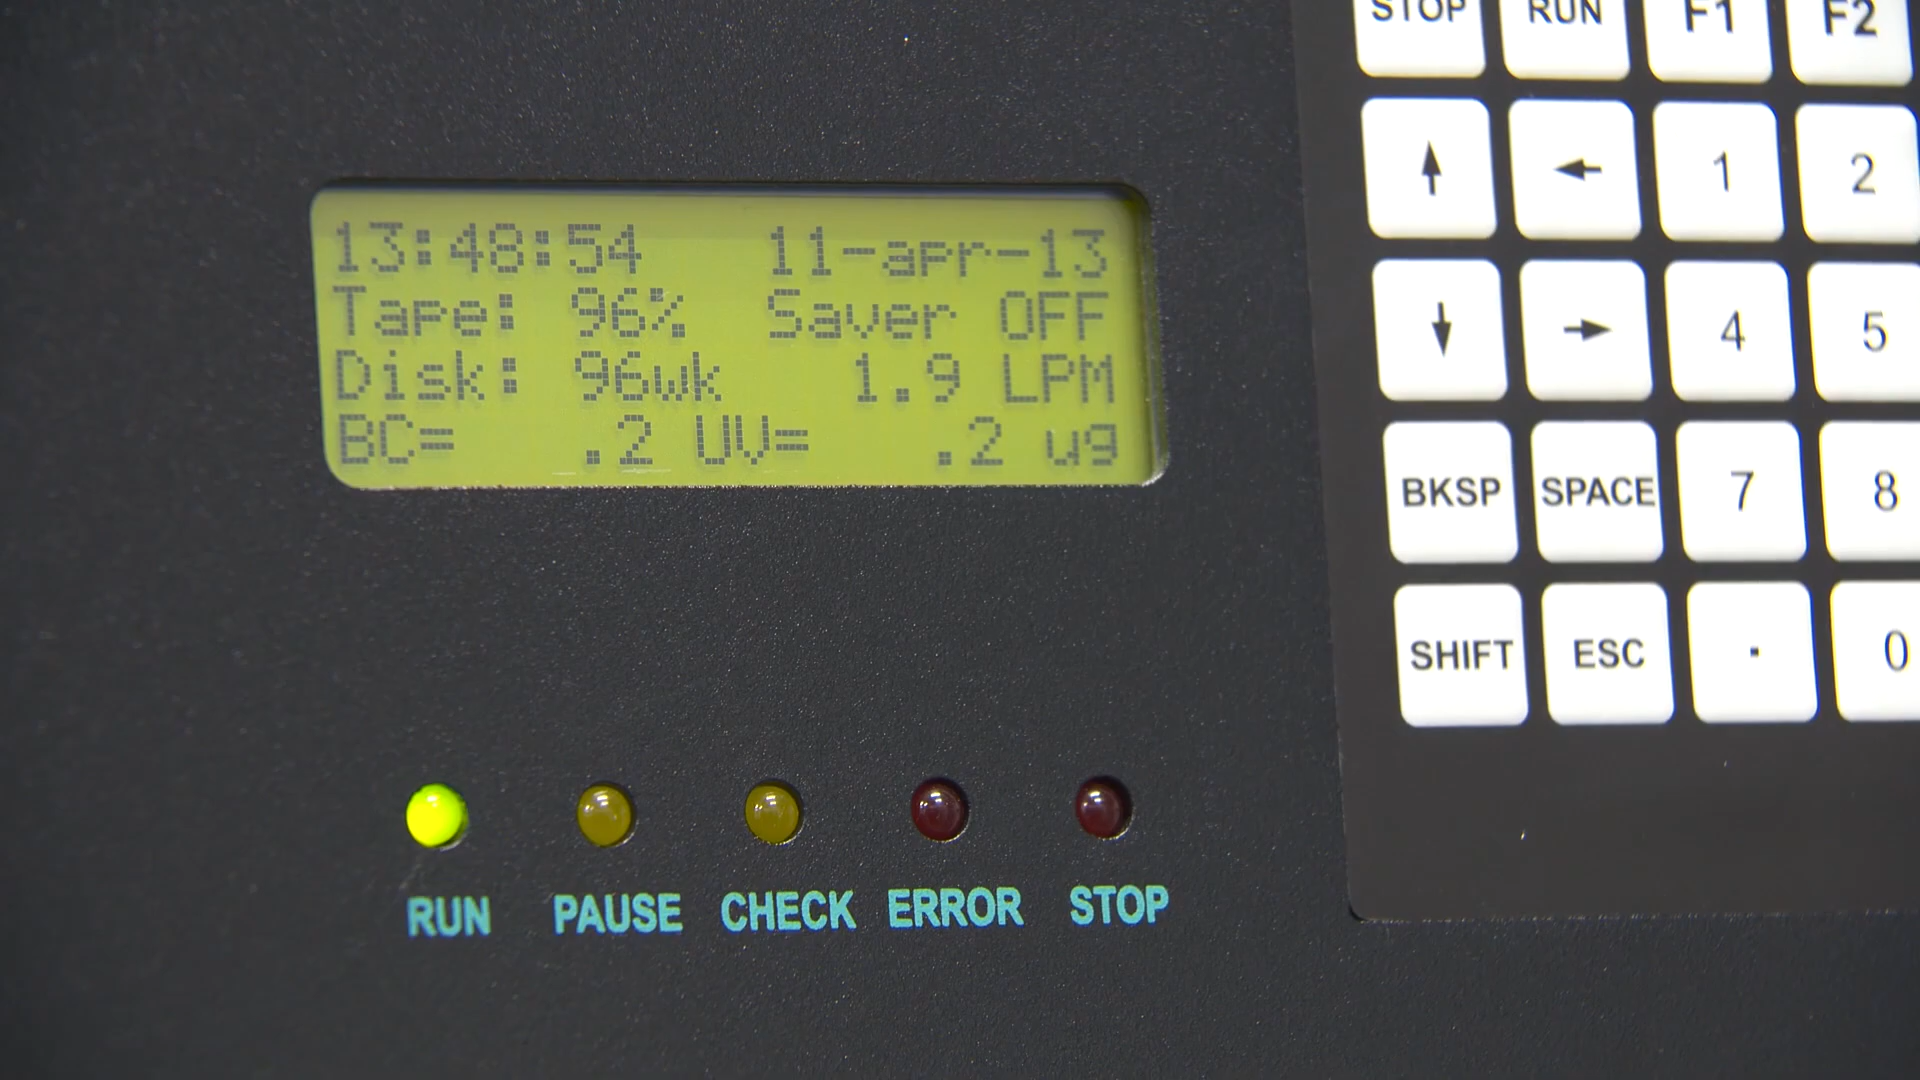 13:48:54 11-apr-13
Tape: 96% Saver OFF
Disk: 96wk 1.9 LPM
BC= .2 UV= .2 ug
RUN PAUSE CHECK ERROR STOP
STOP RUN F1 F2
↑ ← 1 2
↓ → 4 5
BKSP SPACE 7 8
SHIFT ESC . 0